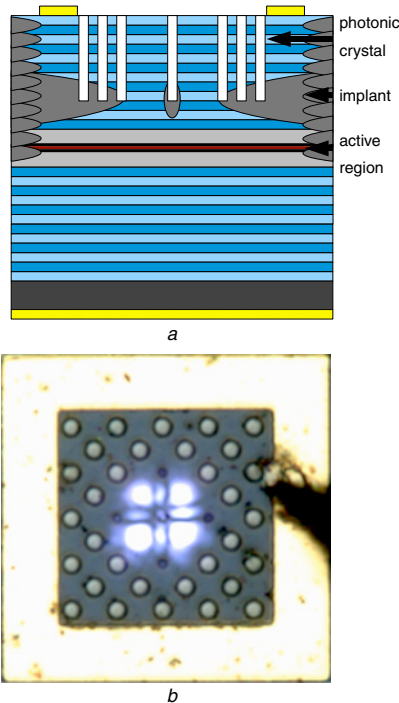 photonic
crystal
implant
active
region
a
b